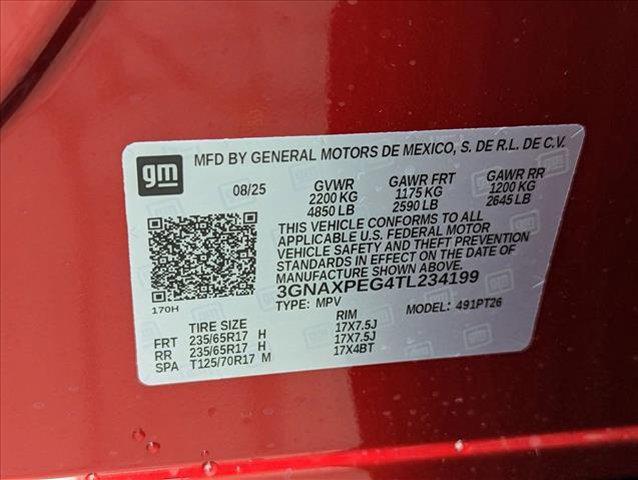 MFD BY GENERAL MOTORS DE MEXICO, S. DE R.L. DE C.V.
gm
08/25 GVWR GAWR FRT GAWR RR
2200 KG 1175 KG 1200 KG
4850 LB 2590 LB 2645 LB
THIS VEHICLE CONFORMS TO ALL
APPLICABLE U.S. FEDERAL MOTOR
VEHICLE SAFETY AND THEFT PREVENTION
STANDARDS IN EFFECT ON THE DATE OF
MANUFACTURE SHOWN ABOVE.
3GNAXPEG4TL234199
170H
TYPE: MPV MODEL: 491PT26
TIRE SIZE RIM
FRT 235/65R17 H 17X7.5J
RR 235/65R17 H 17X7.5J
SPA T125/70R17 M 17X4BT